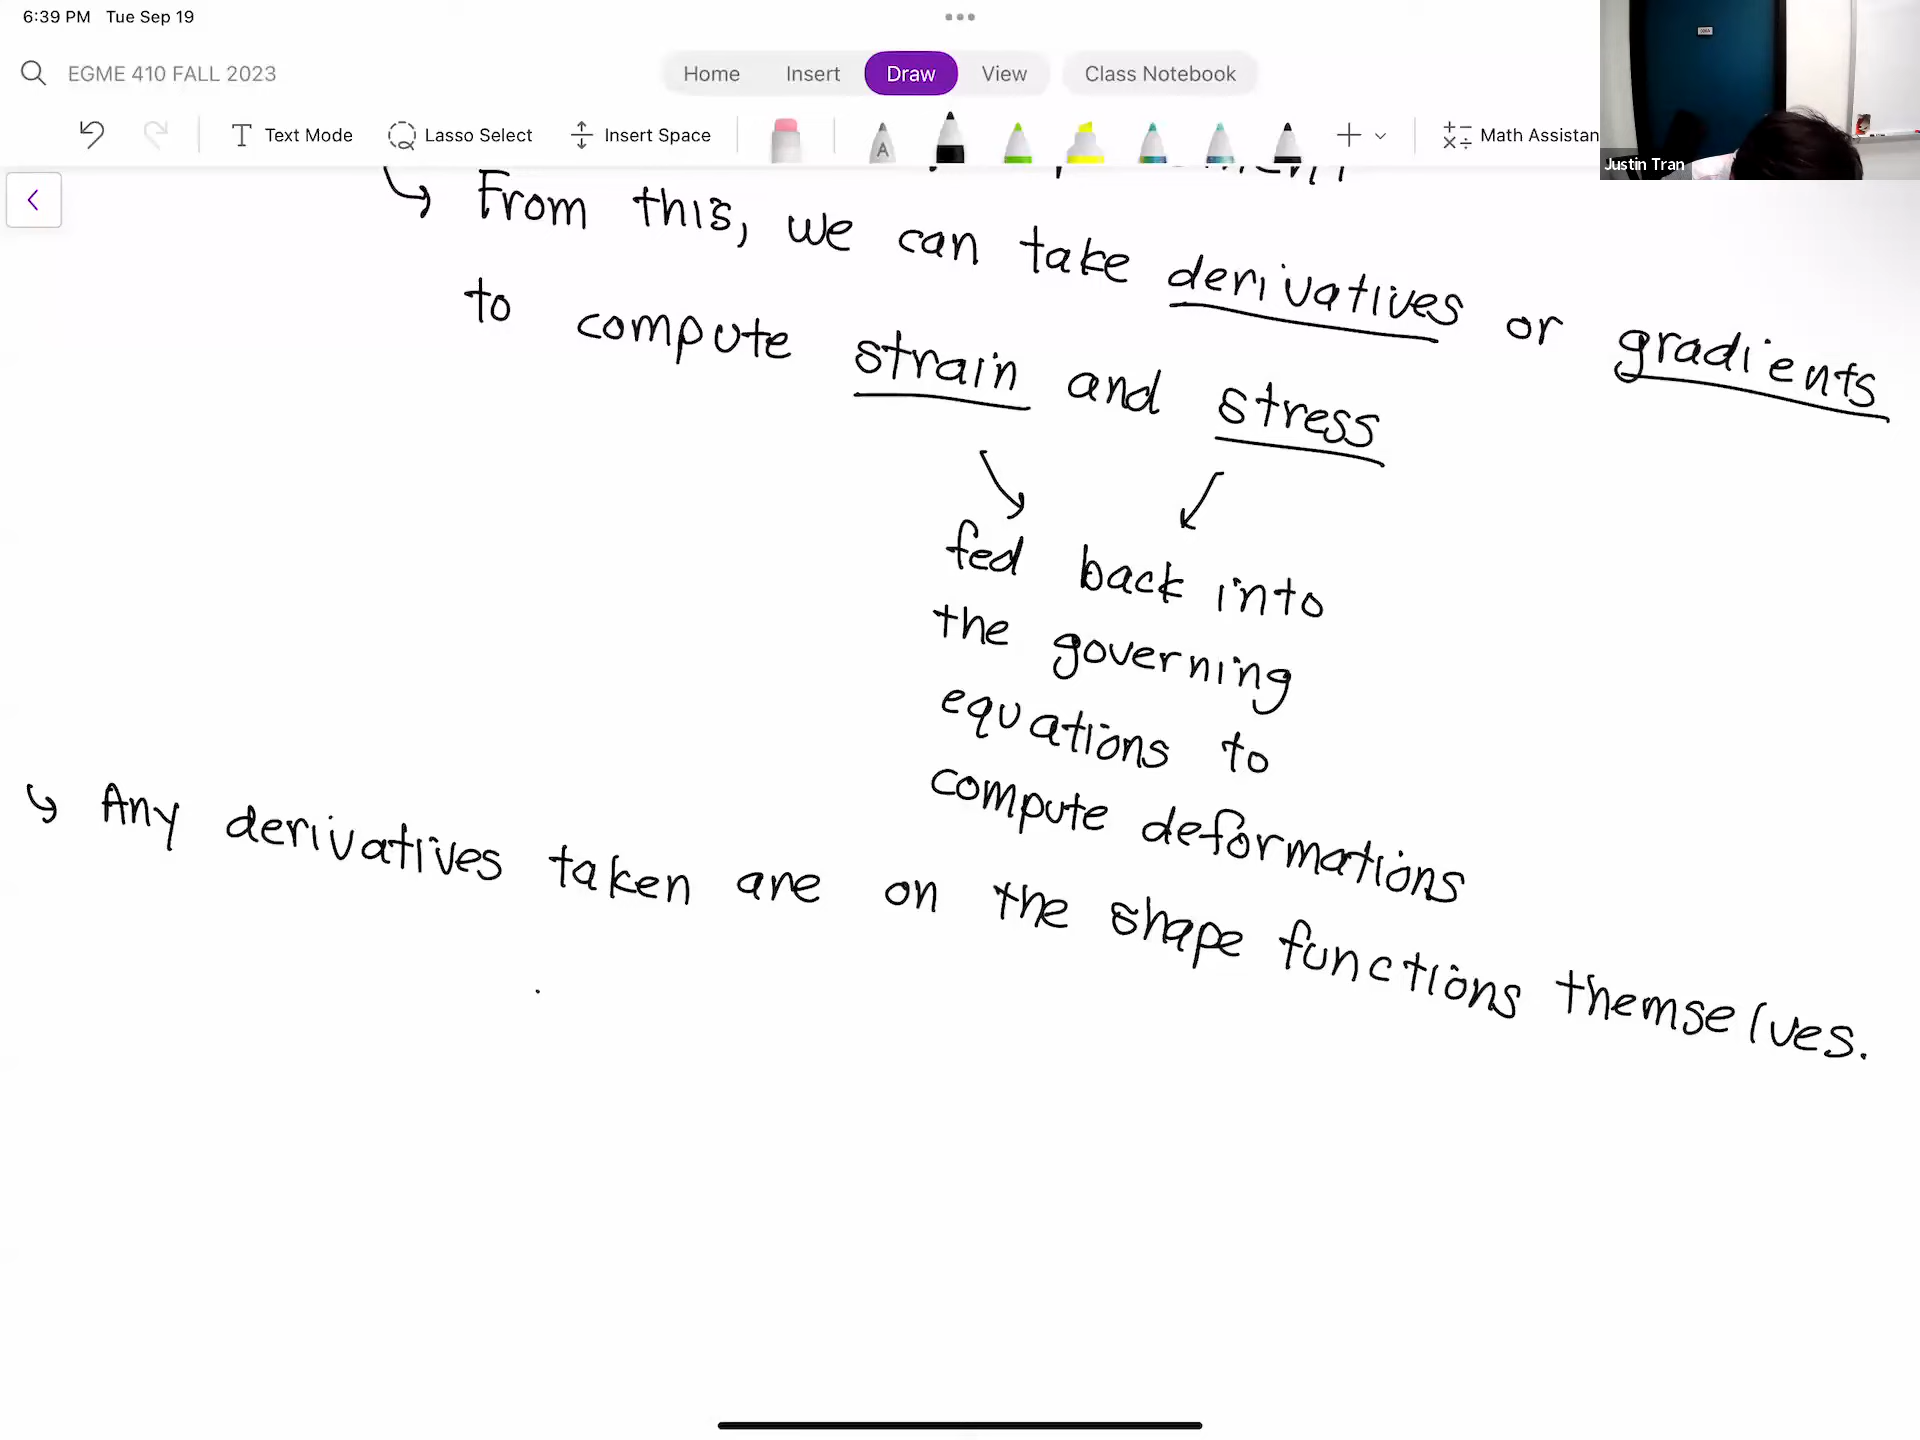 6:39 PM Tue Sep 19
EGME 410 FALL 2023
Home Insert Draw View Class Notebook
Text Mode Lasso Select Insert Space A Math Assistan
Justin Tran
From this, we can take derivatives or gradients
to compute strain and stress
fed back into
the governing
equations to
compute deformations
Any derivatives taken are on the shape functions themselves.